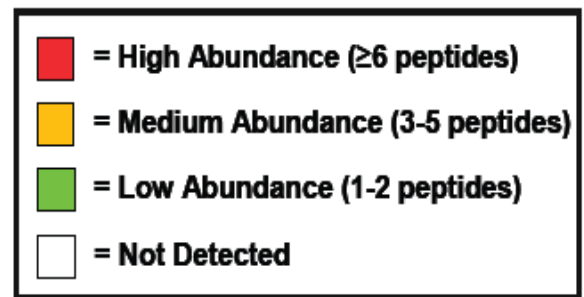 = High Abundance (≥6 peptides)
= Medium Abundance (3-5 peptides)
= Low Abundance (1-2 peptides)
= Not Detected